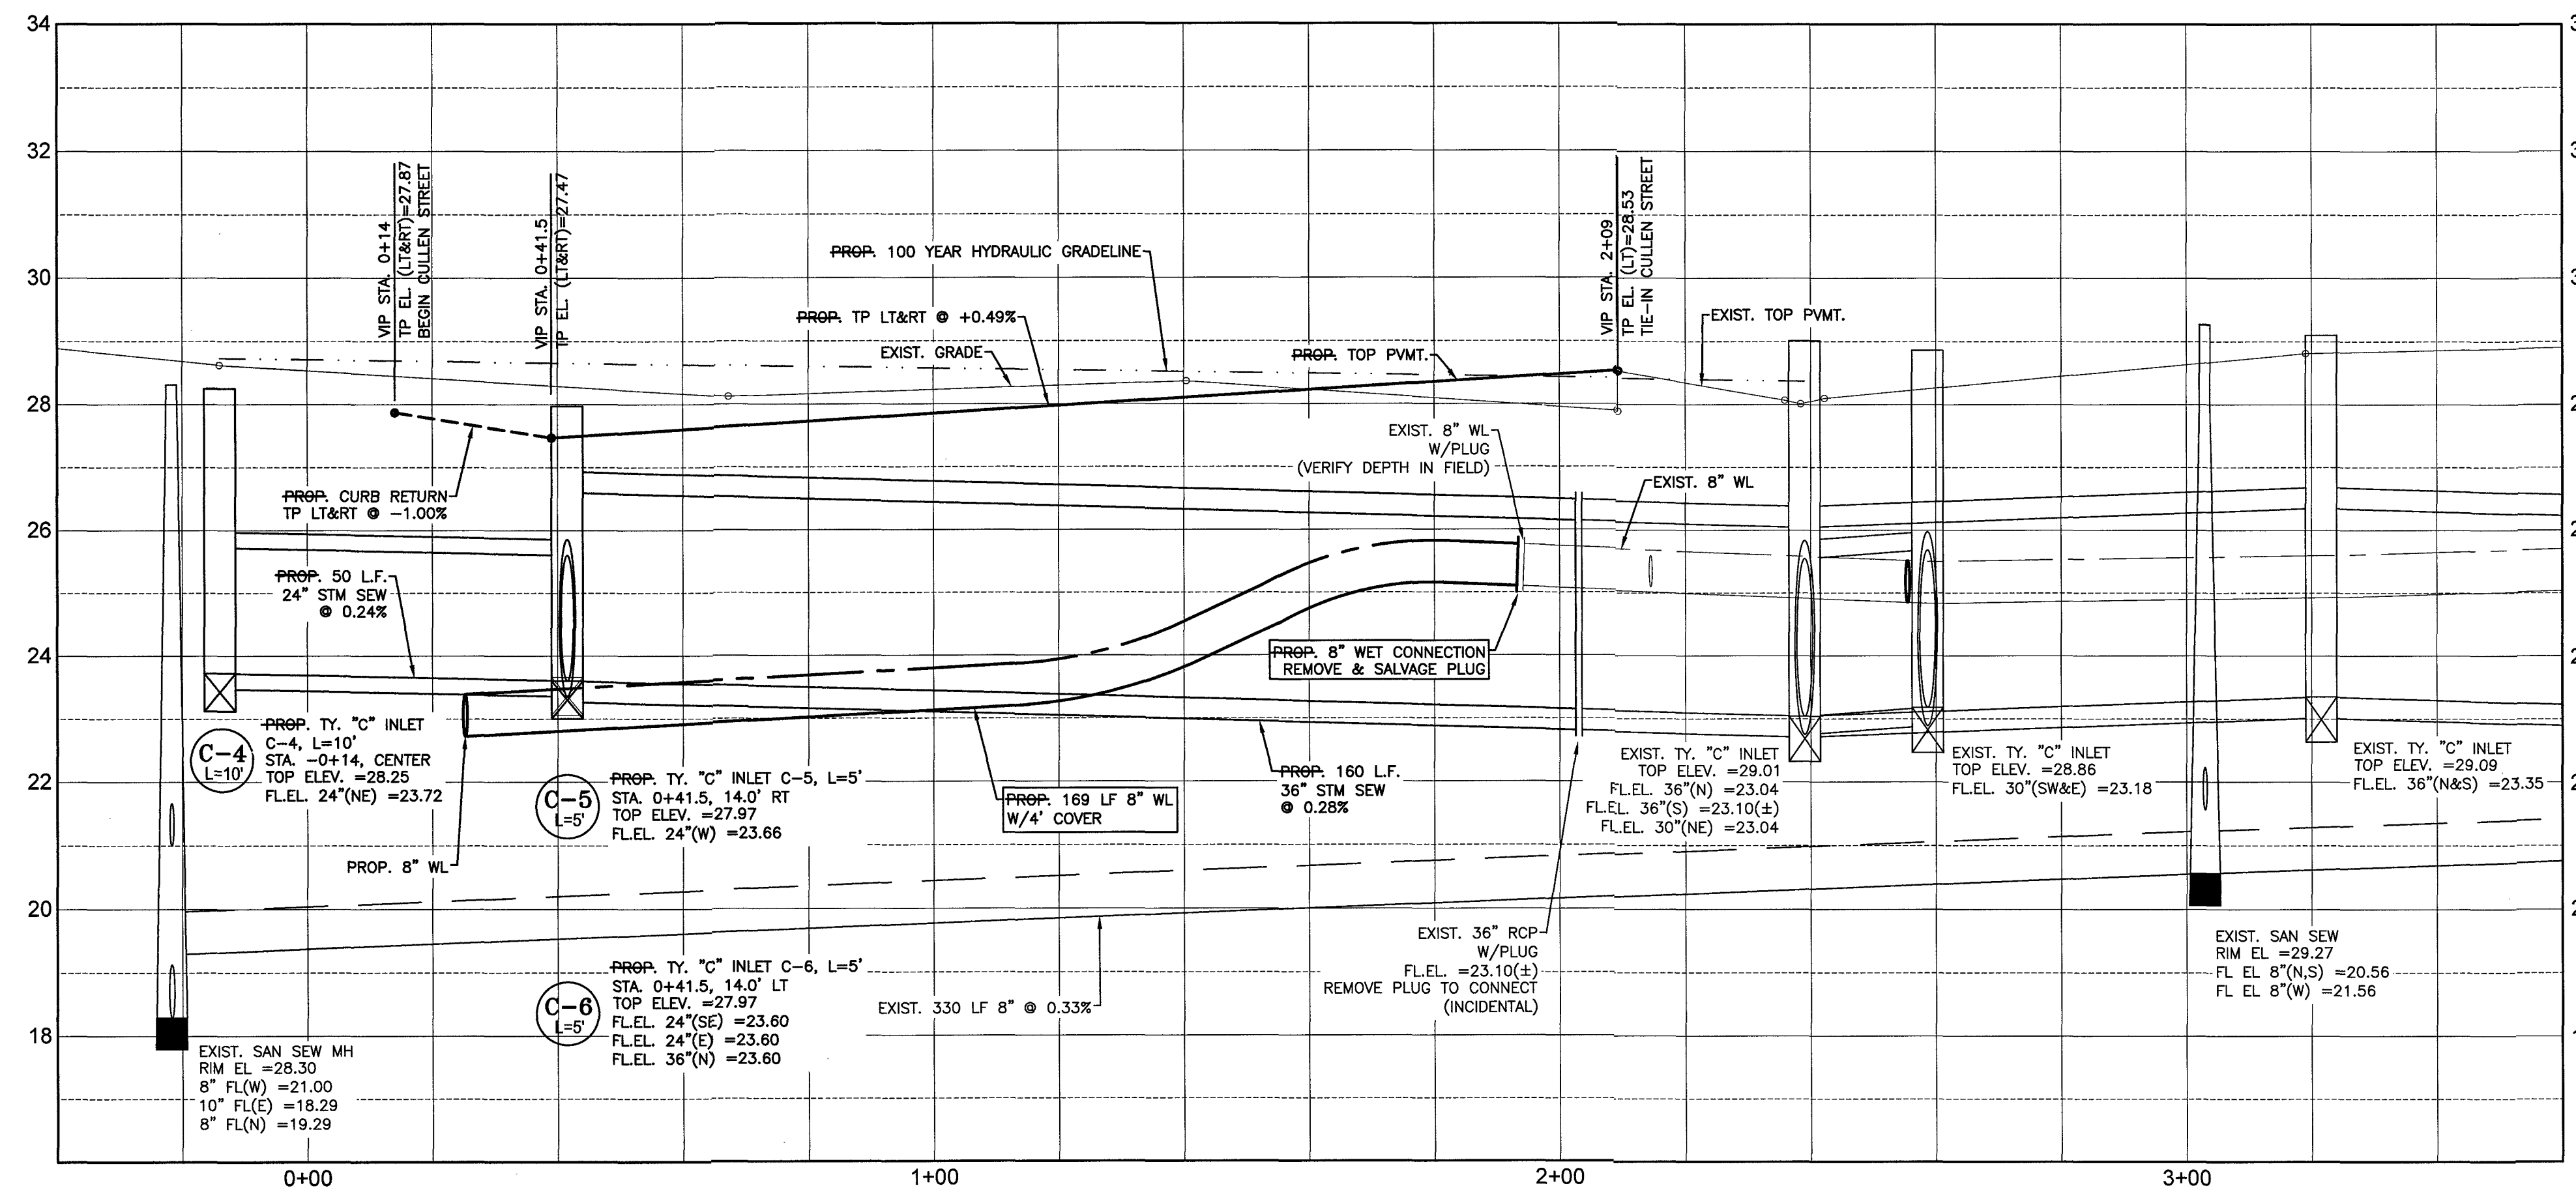 34
32
30
28
26
24
22
20
18
3
3
3
2
2
2
2
2
1
VIP STA. 0+14
TP EL. (LT&RT)=27.87
BEGIN CULLEN STREET
VIP STA. 0+41.5
TP EL. (LT&RT)=27.47
PROP. 100 YEAR HYDRAULIC GRADELINE
PROP. TP LT&RT @ +0.49%
EXIST. GRADE
PROP. TOP PVMT.
VIP STA. 2+09
TP EL. (LT)=28.53
TIE-IN CULLEN STREET
EXIST. TOP PVMT.
PROP. CURB RETURN
TP LT&RT @ -1.00%
EXIST. 8" WL
W/PLUG
(VERIFY DEPTH IN FIELD)
EXIST. 8" WL
PROP. 50 L.F.
24" STM SEW
@ 0.24%
PROP. 8" WET CONNECTION
REMOVE & SALVAGE PLUG
C-4
L=10'
PROP. TY. "C" INLET
C-4, L=10'
STA. -0+14, CENTER
TOP ELEV. =28.25
FL.EL. 24"(NE) =23.72
C-5
L=5'
PROP. TY. "C" INLET C-5, L=5'
STA. 0+41.5, 14.0' RT
TOP ELEV. =27.97
FL.EL. 24"(W) =23.66
PROP. 8" WL
PROP. 169 LF 8" WL
W/4' COVER
PROP. 160 L.F.
36" STM SEW
@ 0.28%
EXIST. TY. "C" INLET
TOP ELEV. =29.01
FL.EL. 36"(N) =23.04
FL.EL. 36"(S) =23.10(±)
FL.EL. 30"(NE) =23.04
EXIST. TY. "C" INLET
TOP ELEV. =28.86
FL.EL. 30"(SW&E) =23.18
EXIST. TY. "C" INLET
TOP ELEV. =29.09
FL.EL. 36"(N&S) =23.35
C-6
L=5'
PROP. TY. "C" INLET C-6, L=5'
STA. 0+41.5, 14.0' LT
TOP ELEV. =27.97
FL.EL. 24"(SE) =23.60
FL.EL. 24"(E) =23.60
FL.EL. 36"(N) =23.60
EXIST. 330 LF 8" @ 0.33%
EXIST. 36" RCP
W/PLUG
FL.EL. =23.10(±)
REMOVE PLUG TO CONNECT
(INCIDENTAL)
EXIST. SAN SEW
RIM EL =29.27
FL EL 8"(N,S) =20.56
FL EL 8"(W) =21.56
EXIST. SAN SEW MH
RIM EL =28.30
8" FL(W) =21.00
10" FL(E) =18.29
8" FL(N) =19.29
0+00
1+00
2+00
3+00